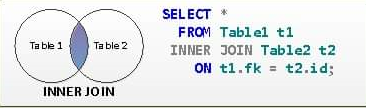 Table 1 Table 2
INNER JOIN
SELECT *
FROM Table1 t1
INNER JOIN Table2 t2
ON t1.fk = t2.id;